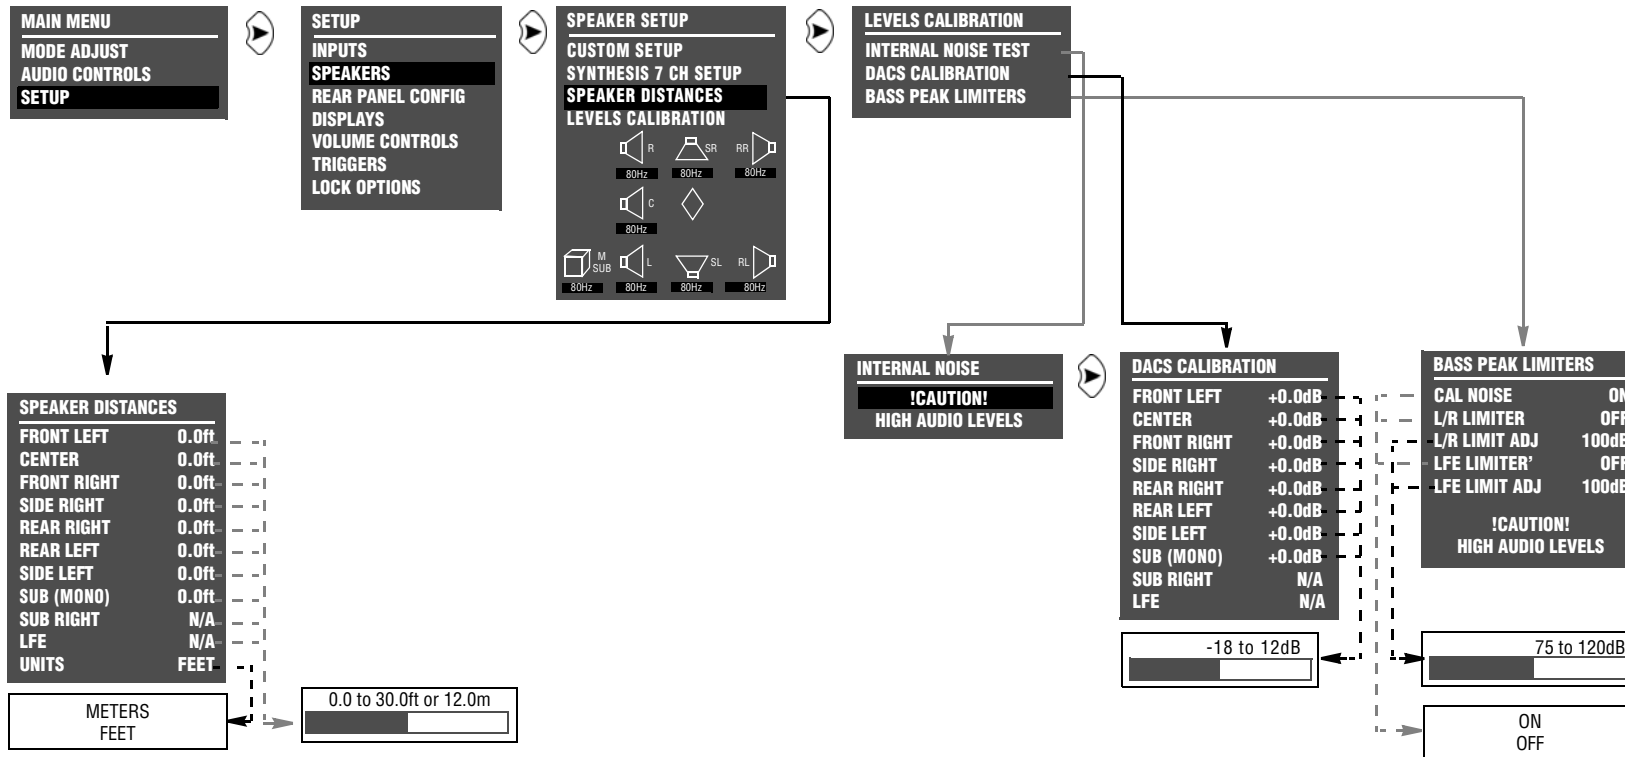 MAIN MENU
MODE ADJUST
AUDIO CONTROLS
SETUP
SETUP
INPUTS
SPEAKERS
REAR PANEL CONFIG
DISPLAYS
VOLUME CONTROLS
TRIGGERS
LOCK OPTIONS
SPEAKER SETUP
CUSTOM SETUP
SYNTHESIS 7 CH SETUP
SPEAKER DISTANCES
LEVELS CALIBRATION
R SR RR
80Hz 80Hz 80Hz
C
80Hz
M
SUB L SL RL
80Hz 80Hz 80Hz 80Hz
LEVELS CALIBRATION
INTERNAL NOISE TEST
DACS CALIBRATION
BASS PEAK LIMITERS
SPEAKER DISTANCES
FRONT LEFT 0.0ft
CENTER 0.0ft
FRONT RIGHT 0.0ft
SIDE RIGHT 0.0ft
REAR RIGHT 0.0ft
REAR LEFT 0.0ft
SIDE LEFT 0.0ft
SUB (MONO) 0.0ft
SUB RIGHT N/A
LFE N/A
UNITS FEET
METERS
FEET
0.0 to 30.0ft or 12.0m
INTERNAL NOISE
!CAUTION!
HIGH AUDIO LEVELS
DACS CALIBRATION
FRONT LEFT +0.0dB
CENTER +0.0dB
FRONT RIGHT +0.0dB
SIDE RIGHT +0.0dB
REAR RIGHT +0.0dB
REAR LEFT +0.0dB
SIDE LEFT +0.0dB
SUB (MONO) +0.0dB
SUB RIGHT N/A
LFE N/A
-18 to 12dB
BASS PEAK LIMITERS
CAL NOISE ON
L/R LIMITER OFF
L/R LIMIT ADJ 100dB
LFE LIMITER’ OFF
LFE LIMIT ADJ 100dB
!CAUTION!
HIGH AUDIO LEVELS
75 to 120dB
ON
OFF